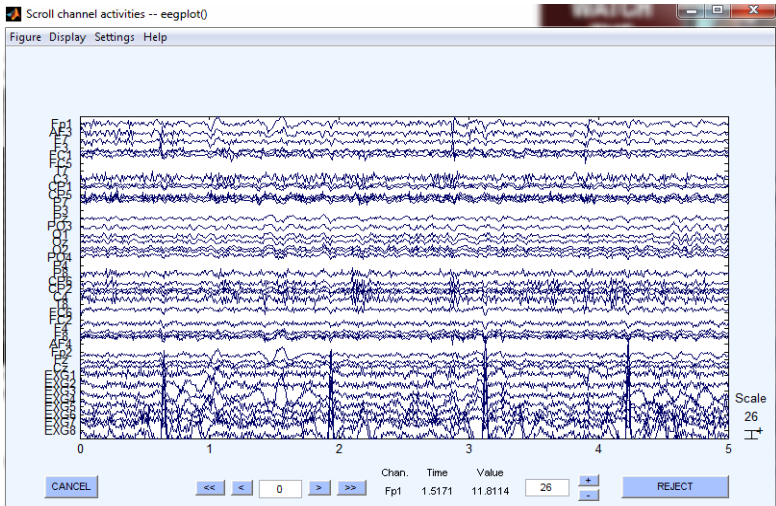 Scroll channel activities -- eegplot()
WATCH
Figure Display Settings Help
Fp1
AF3
F7
F3
FC1
FC5
T7
C3
CP1
CP5
P7
P3
Pz
PO3
O1
Oz
O2
PO4
P4
P8
CP6
CP2
C4
T8
FC6
FC2
F4
F8
AF4
Fp2
Fz
Cz
EXG1
EXG2
EXG3
EXG4
EXG5
EXG6
EXG7
EXG8
0 1 2 3 4 5
Scale
26
Chan. Time Value
CANCEL << < 0 > >> Fp1 1.5171 11.8114 26 + - REJECT